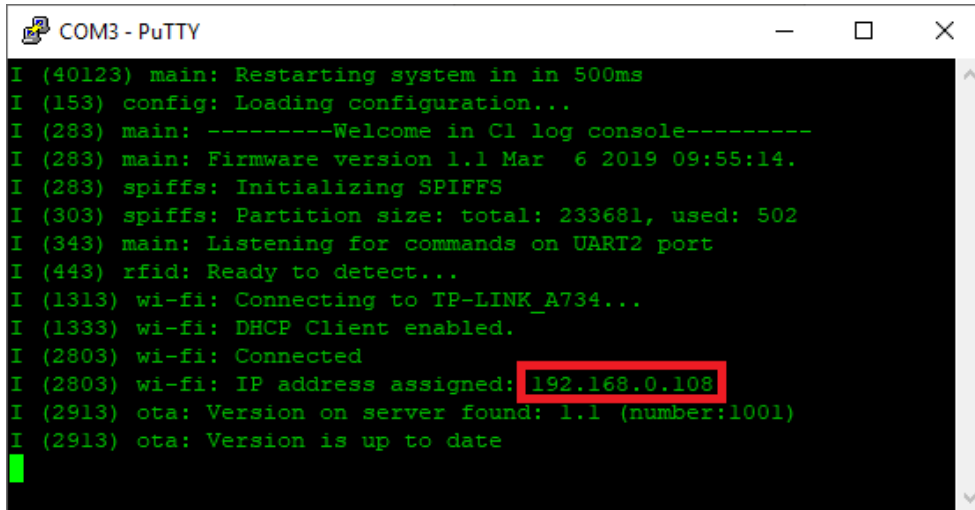 COM3 - PuTTY
I (40123) main: Restarting system in in 500ms
I (153) config: Loading configuration...
I (283) main: ---------Welcome in C1 log console---------
I (283) main: Firmware version 1.1 Mar  6 2019 09:55:14.
I (283) spiffs: Initializing SPIFFS
I (303) spiffs: Partition size: total: 233681, used: 502
I (343) main: Listening for commands on UART2 port
I (443) rfid: Ready to detect...
I (1313) wi-fi: Connecting to TP-LINK_A734...
I (1333) wi-fi: DHCP Client enabled.
I (2803) wi-fi: Connected
I (2803) wi-fi: IP address assigned: 192.168.0.108
I (2913) ota: Version on server found: 1.1 (number:1001)
I (2913) ota: Version is up to date